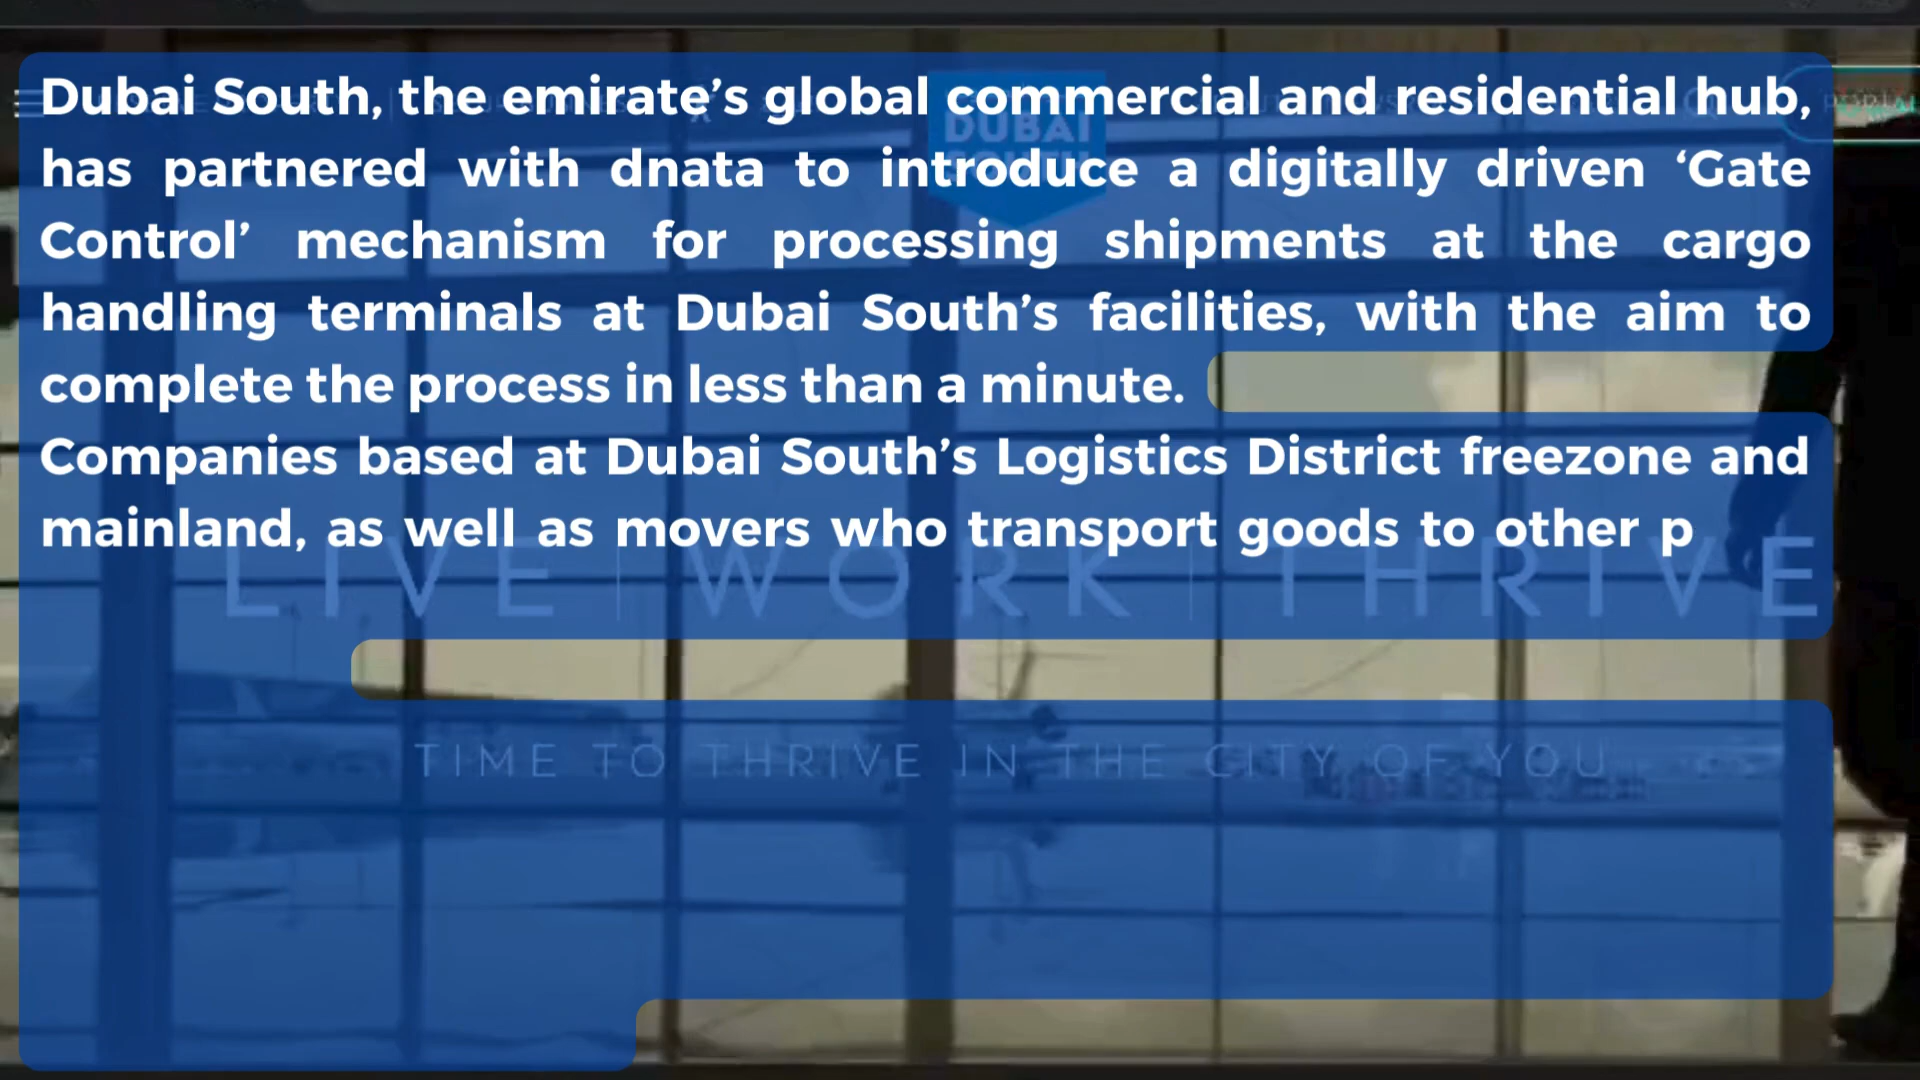 Dubai South, the emirate’s global commercial and residential hub,
has partnered with dnata to introduce a digitally driven ‘Gate
Control’ mechanism for processing shipments at the cargo
handling terminals at Dubai South’s facilities, with the aim to
complete the process in less than a minute.
Companies based at Dubai South’s Logistics District freezone and
mainland, as well as movers who transport goods to other p
DUBAI
LIVE | WORK | THRIVE
TIME TO THRIVE IN THE CITY OF YOU